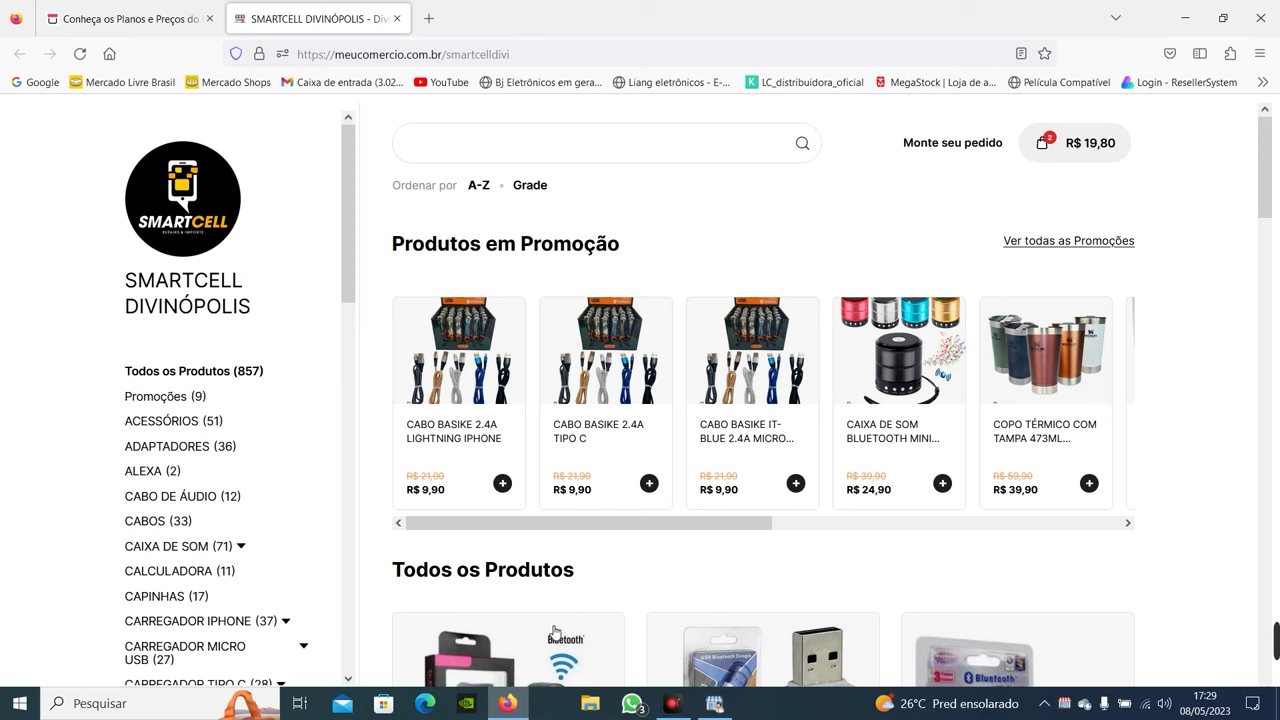 Conheça os Planos e Preços do
SMARTCELL DIVINÓPOLIS - Div
https://meucomercio.com.br/smartcelldivi
Google
Mercado Livre Brasil
Mercado Shops
Caixa de entrada (3.02...
YouTube
Bj Eletrônicos em gera...
Liang eletrônicos - E-...
LC_distribuidora_oficial
MegaStock | Loja de a...
Película Compatível
Login - ResellerSystem
SMARTCELL
REPAIRS & IMPORTS
SMARTCELL
DIVINÓPOLIS
Todos os Produtos (857)
Promoções (9)
ACESSÓRIOS (51)
ADAPTADORES (36)
ALEXA (2)
CABO DE ÁUDIO (12)
CABOS (33)
CAIXA DE SOM (71)
CALCULADORA (11)
CAPINHAS (17)
CARREGADOR IPHONE (37)
CARREGADOR MICRO
USB (27)
CARREGADOR TIPO C (28)
Monte seu pedido
2
R$ 19,80
Ordenar por A-Z • Grade
Produtos em Promoção
Ver todas as Promoções
CABO BASIKE 2.4A
LIGHTNING IPHONE
R$ 21,90
R$ 9,90
CABO BASIKE 2.4A
TIPO C
R$ 21,90
R$ 9,90
CABO BASIKE IT-
BLUE 2.4A MICRO...
R$ 21,90
R$ 9,90
CAIXA DE SOM
BLUETOOTH MINI...
R$ 39,90
R$ 24,90
COPO TÉRMICO COM
TAMPA 473ML...
R$ 59,90
R$ 39,90
Todos os Produtos
Bluetooth
USB Bluetooth Dongle
Bluetooth
Pesquisar
3
26°C Pred ensolarado
17:29
08/05/2023